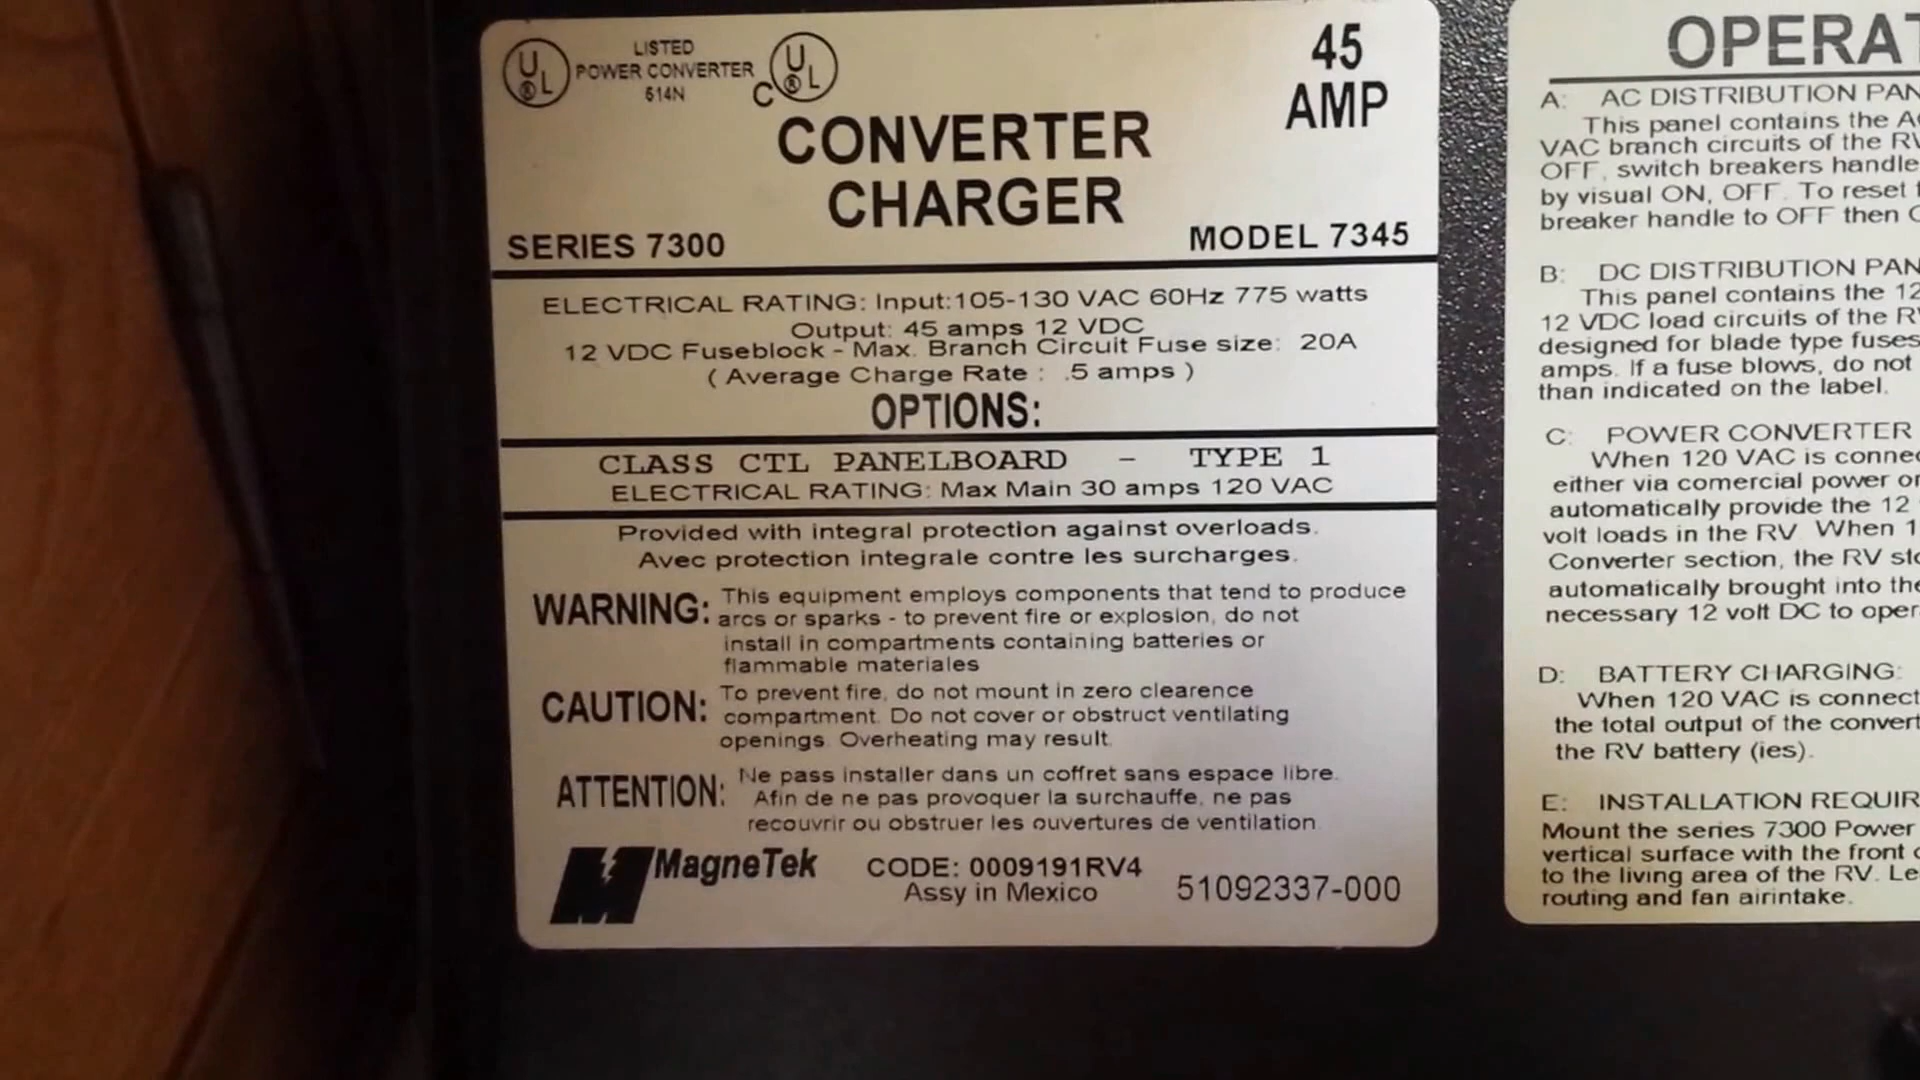 UL® LISTED
POWER CONVERTER
614N
C UL®
45
AMP
CONVERTER
CHARGER
SERIES 7300 MODEL 7345
ELECTRICAL RATING: Input:105-130 VAC 60Hz 775 watts
Output: 45 amps 12 VDC
12 VDC Fuseblock - Max. Branch Circuit Fuse size: 20A
( Average Charge Rate : .5 amps )
OPTIONS:
CLASS CTL PANELBOARD - TYPE 1
ELECTRICAL RATING: Max Main 30 amps 120 VAC
Provided with integral protection against overloads.
Avec protection integrale contre les surcharges.
WARNING: This equipment employs components that tend to produce
arcs or sparks - to prevent fire or explosion, do not
install in compartments containing batteries or
flammable materiales
CAUTION: To prevent fire, do not mount in zero clearence
compartment. Do not cover or obstruct ventilating
openings. Overheating may result.
ATTENTION: Ne pass installer dans un coffret sans espace libre.
Afin de ne pas provoquer la surchauffe, ne pas
recouvrir ou obstruer les ouvertures de ventilation.
MagneTek CODE: 0009191RV4
Assy in Mexico 51092337-000
OPERAT
A: AC DISTRIBUTION PAN
This panel contains the AC
VAC branch circuits of the RV
OFF, switch breakers handle
by visual ON, OFF. To reset
breaker handle to OFF then
B: DC DISTRIBUTION PAN
This panel contains the 12
12 VDC load circuits of the RV
designed for blade type fuses
amps. If a fuse blows, do not
than indicated on the label.
C: POWER CONVERTER
When 120 VAC is connec
either via comercial power or
automatically provide the 12
volt loads in the RV. When 1
Converter section, the RV sto
automatically brought into the
necessary 12 volt DC to oper
D: BATTERY CHARGING:
When 120 VAC is connect
the total output of the convert
the RV battery (ies).
E: INSTALLATION REQUIR
Mount the series 7300 Power
vertical surface with the front
to the living area of the RV. Le
routing and fan airintake.